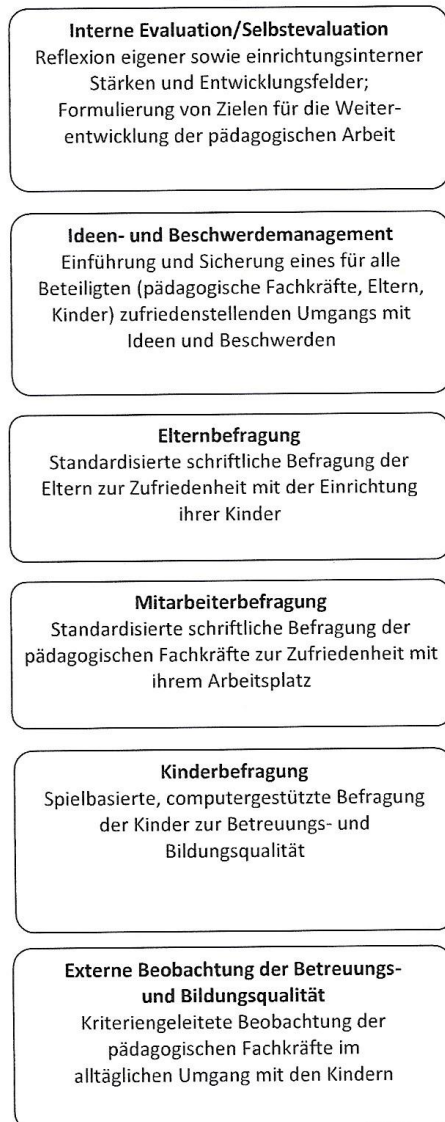 Interne Evaluation/Selbstevaluation
Reflexion eigener sowie einrichtungsinterner
Stärken und Entwicklungsfelder;
Formulierung von Zielen für die Weiter-
entwicklung der pädagogischen Arbeit
Ideen- und Beschwerdemanagement
Einführung und Sicherung eines für alle
Beteiligten (pädagogische Fachkräfte, Eltern,
Kinder) zufriedenstellenden Umgangs mit
Ideen und Beschwerden
Elternbefragung
Standardisierte schriftliche Befragung der
Eltern zur Zufriedenheit mit der Einrichtung
ihrer Kinder
Mitarbeiterbefragung
Standardisierte schriftliche Befragung der
pädagogischen Fachkräfte zur Zufriedenheit mit
ihrem Arbeitsplatz
Kinderbefragung
Spielbasierte, computergestützte Befragung
der Kinder zur Betreuungs- und
Bildungsqualität
Externe Beobachtung der Betreuungs-
und Bildungsqualität
Kriteriengeleitete Beobachtung der
pädagogischen Fachkräfte im
alltäglichen Umgang mit den Kindern